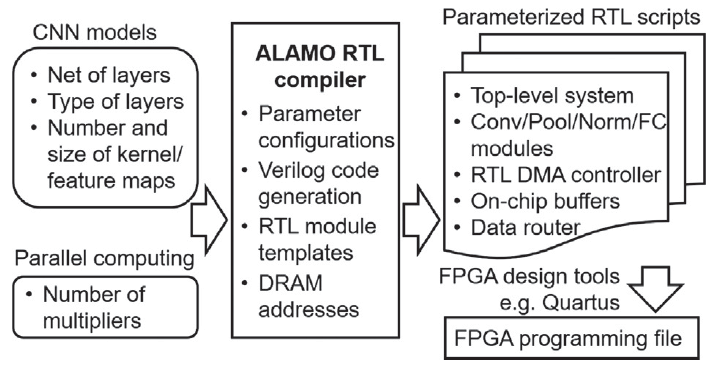 CNN models
• Net of layers
• Type of layers
• Number and
size of kernel/
feature maps
Parallel computing
• Number of
multipliers
ALAMO RTL
compiler
• Parameter
configurations
• Verilog code
generation
• RTL module
templates
• DRAM
addresses
Parameterized RTL scripts
• Top-level system
• Conv/Pool/Norm/FC
modules
• RTL DMA controller
• On-chip buffers
• Data router
FPGA design tools
e.g. Quartus
FPGA programming file